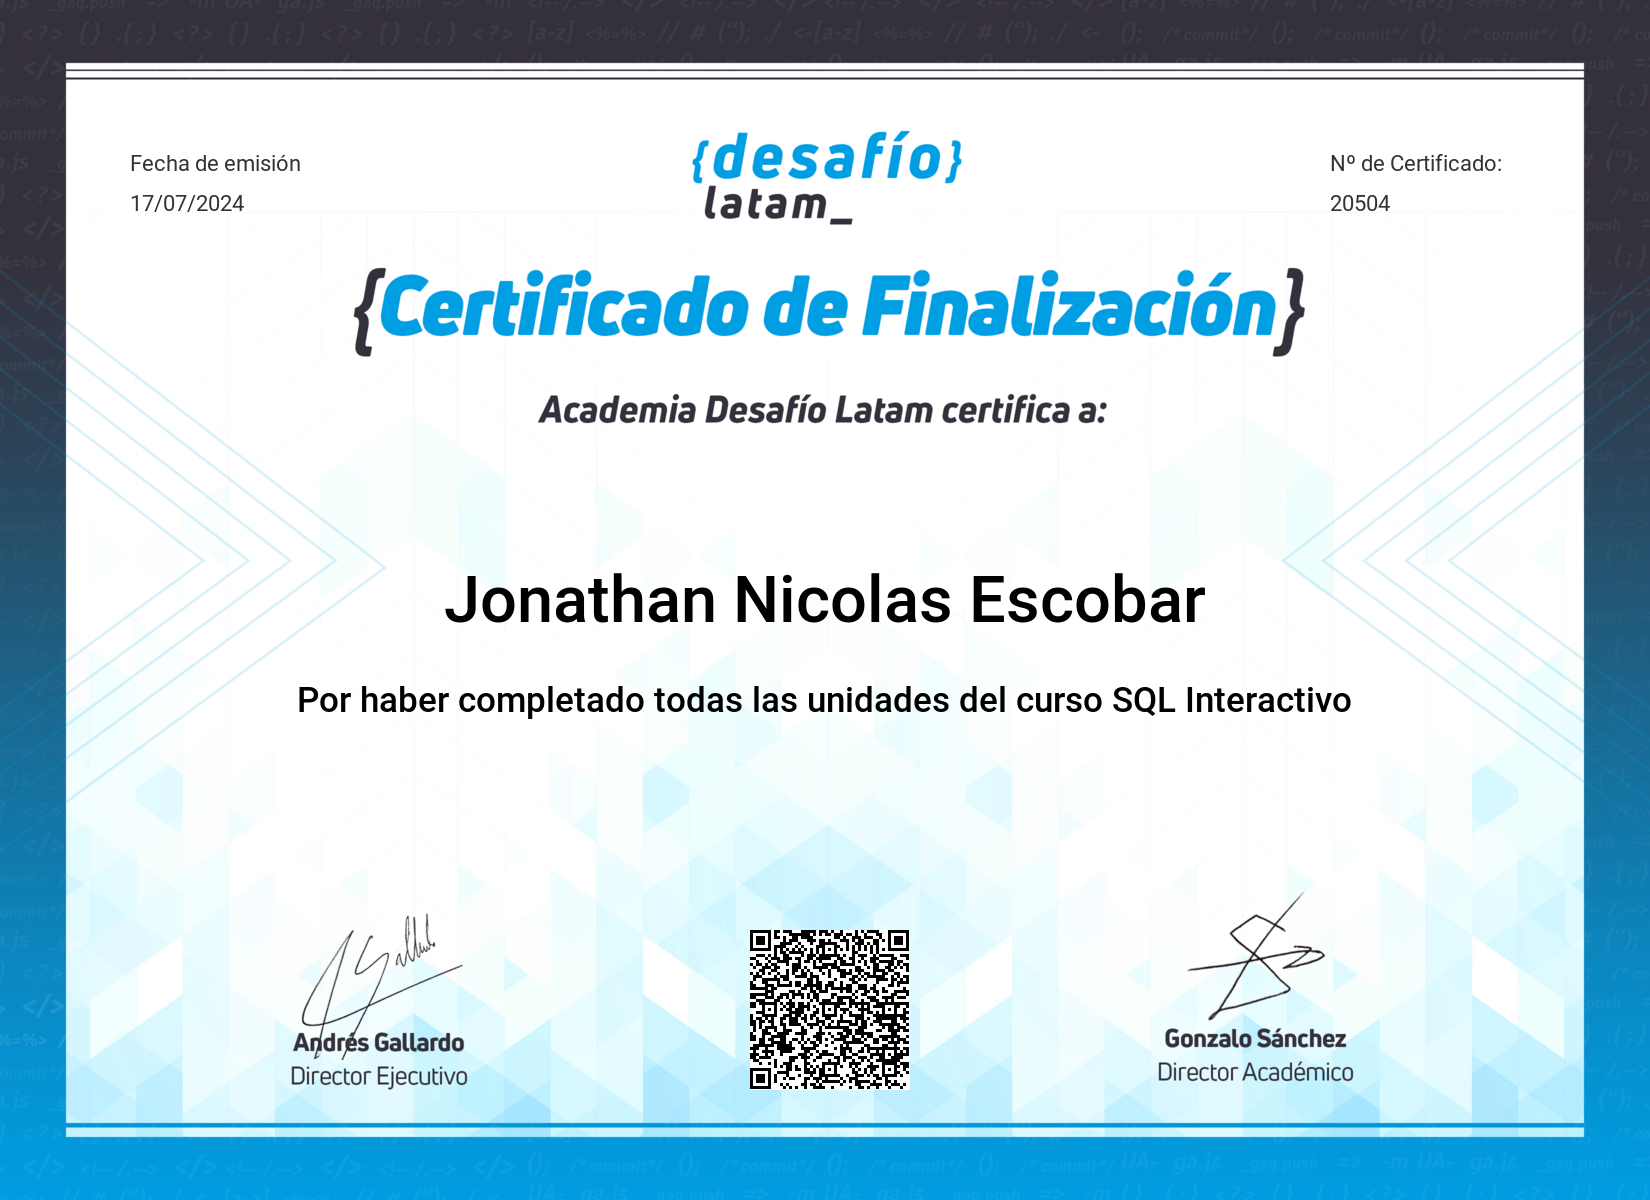 Fecha de emisión
17/07/2024
{desafío}
latam_
Nº de Certificado:
20504
{Certificado de Finalización}
Academia Desafío Latam certifica a:
Jonathan Nicolas Escobar
Por haber completado todas las unidades del curso SQL Interactivo
Andrés Gallardo
Director Ejecutivo
Gonzalo Sánchez
Director Académico